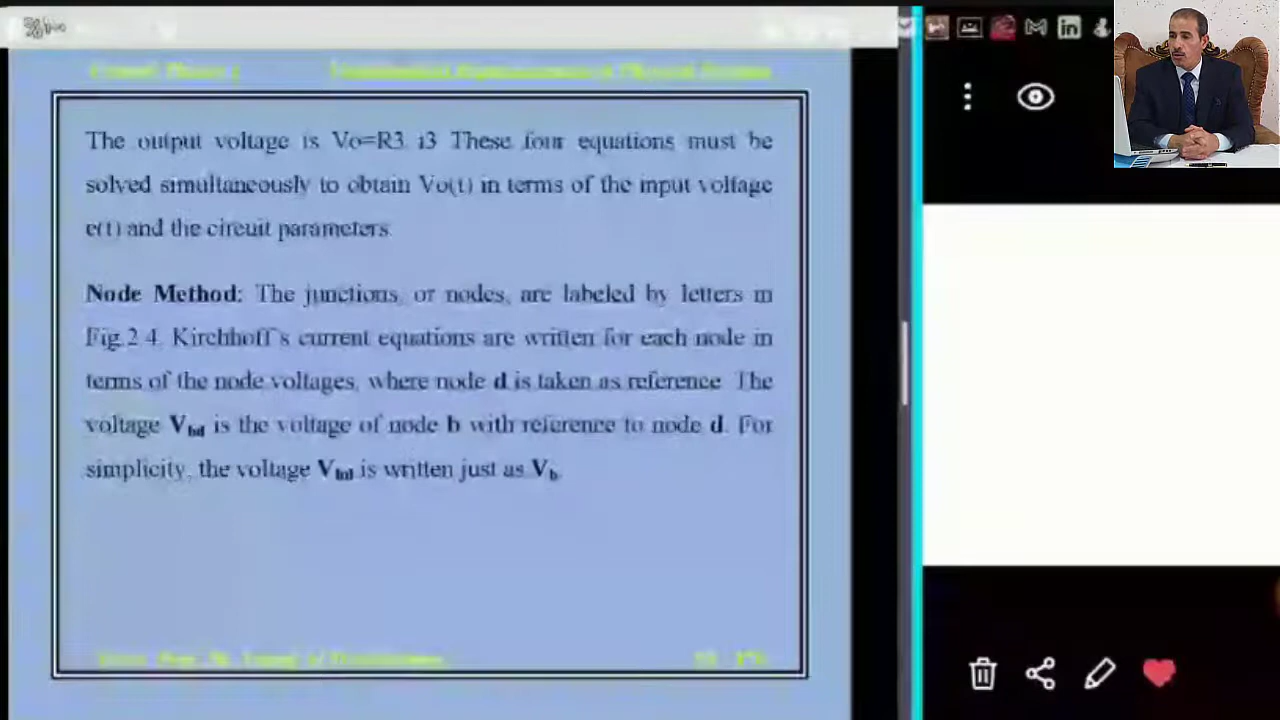 %100
The output voltage is Vo=R3 i3 These four equations must be
solved simultaneously to obtain Vo(t) in terms of the input voltage
e(t) and the circuit parameters.
Node Method: The junctions, or nodes, are labeled by letters in
Fig.2.4. Kirchhoff's current equations are written for each node in
terms of the node voltages, where node d is taken as reference. The
voltage Vbd is the voltage of node b with reference to node d. For
simplicity, the voltage Vbd is written just as Vb.
in